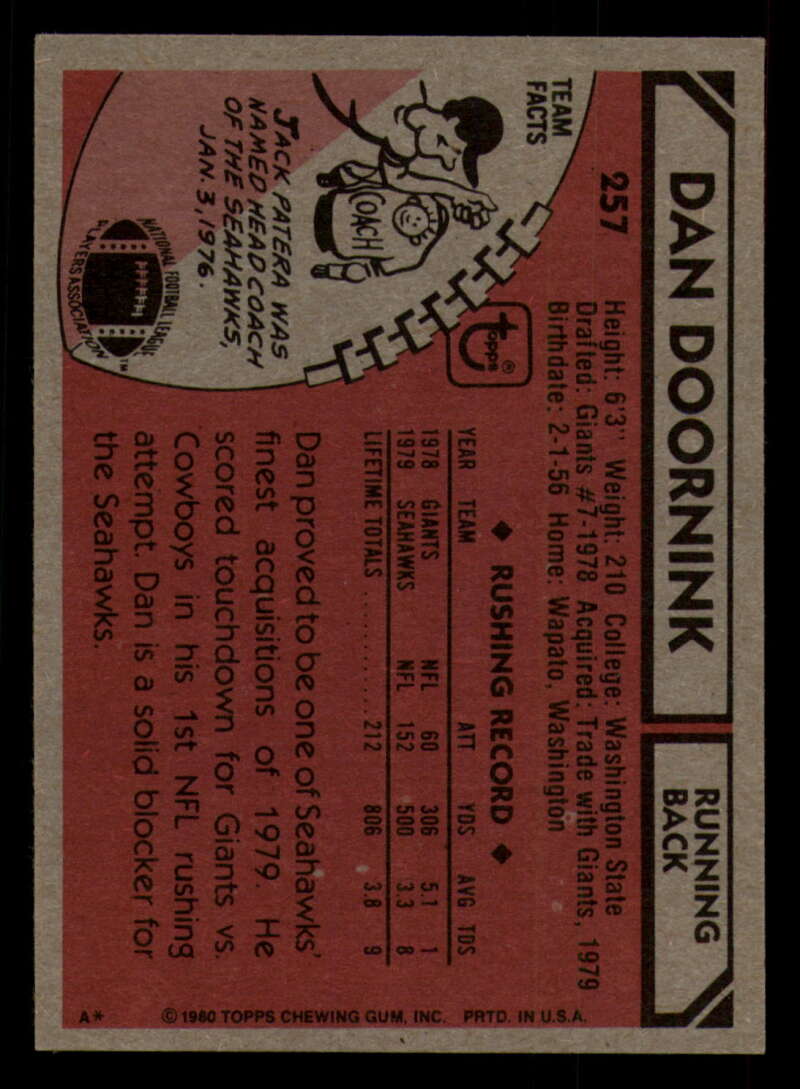 DAN DOORNINK
RUNNING
BACK
257
Height: 6'3" Weight: 210 College: Washington State
Drafted: Giants #7-1978 Acquired: Trade with Giants, 1979
Birthdate: 2-1-56 Home: Wapato, Washington
topps®
TEAM
FACTS
COACH
JACK PATERA WAS
NAMED HEAD COACH
OF THE SEAHAWKS,
JAN. 3, 1976.
NATIONAL FOOTBALL LEAGUE
PLAYERS ASSOCIATION™
◆ RUSHING RECORD ◆
YEAR TEAM ATT YDS AVG TDS
1978 GIANTS NFL 60 306 5.1 1
1979 SEAHAWKS NFL 152 500 3.3 8
LIFETIME TOTALS ............ 212 806 3.8 9
Dan proved to be one of Seahawks'
finest acquisitions of 1979. He
scored touchdown for Giants vs.
Cowboys in his 1st NFL rushing
attempt. Dan is a solid blocker for
the Seahawks.
A* © 1980 TOPPS CHEWING GUM, INC. PRTD. IN U.S.A.